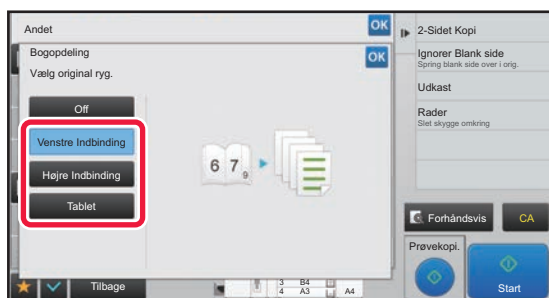 Andet
OK
Bogopdeling
OK
Vælg original ryg.
Off
Venstre Indbinding
Højre Indbinding
Tablet
6 7 9
Tilbage
3 B4
4 A3
A4
2-Sidet Kopi
Ignorer Blank side
Spring blank side over i orig.
Udkast
Rader
Slet skygge omkring
Forhåndsvis
CA
Prøvekopi.
Start